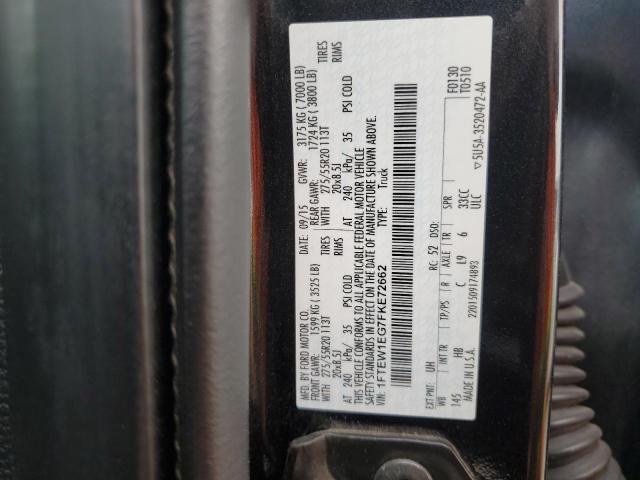 MFD. BY FORD MOTOR CO.
DATE: 09/15 GVWR: 3175 KG ( 7000 LB)
FRONT GAWR: 1599 KG ( 3525 LB) REAR GAWR: 1724 KG ( 3800 LB)
WITH 275/55R20 113T TIRES WITH 275/55R20 113T TIRES
20x8.5J RIMS 20x8.5J RIMS
AT 240 kPa/ 35 PSI COLD AT 240 kPa/ 35 PSI COLD
THIS VEHICLE CONFORMS TO ALL APPLICABLE FEDERAL MOTOR VEHICLE
SAFETY STANDARDS IN EFFECT ON THE DATE OF MANUFACTURE SHOWN ABOVE.
VIN: 1FTEW1EG7FKE72662 TYPE: Truck
F0130
T0510
EXT PNT: UH RC: 52 DSO:
WB INT TR TP/PS R AXLE TR SPR
145 HB C L9 6 33CC
MADE IN U.S.A. ULC
2201509174893
▽5U5A-3520472-AA